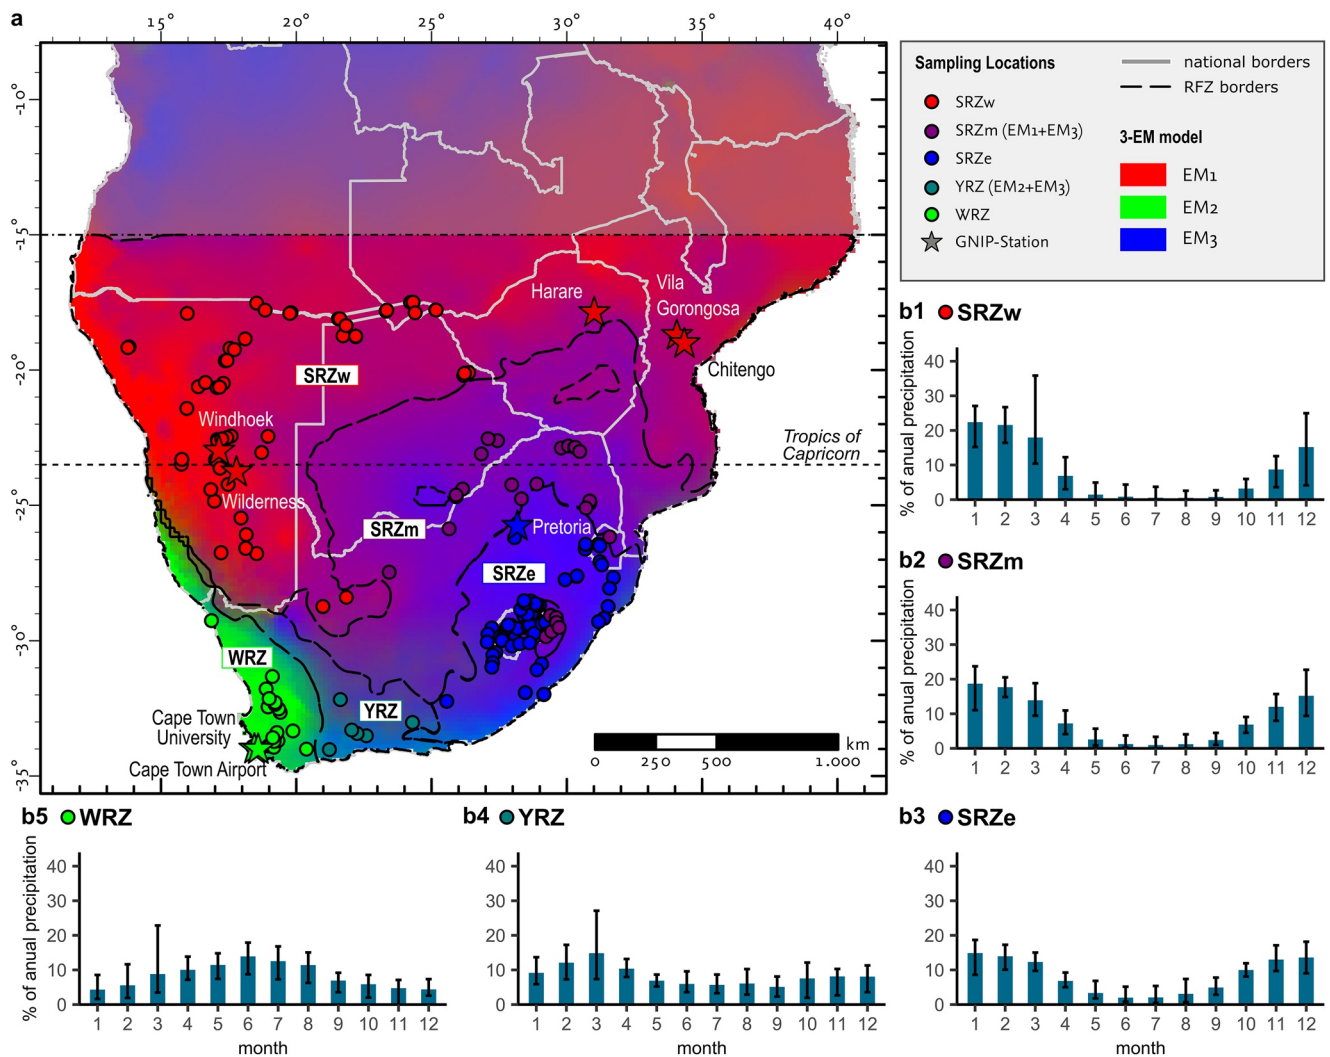 a
15° 20° 25° 30° 35° 40°
-10°
-15°
-20°
-25°
-30°
-35°
Harare
Vila
Gorongosa
Chitengo
SRZw
Windhoek
Tropics of
Capricorn
Wilderness
SRZm
Pretoria
SRZe
WRZ
YRZ
Cape Town
University
Cape Town Airport
0 250 500 1.000 km
Sampling Locations
SRZw
SRZm (EM1+EM3)
SRZe
YRZ (EM2+EM3)
WRZ
GNIP-Station
national borders
RFZ borders
3-EM model
EM1
EM2
EM3
b1 SRZw
% of anual precipitation
40
30
20
10
0
1 2 3 4 5 6 7 8 9 10 11 12
b2 SRZm
% of anual precipitation
40
30
20
10
0
1 2 3 4 5 6 7 8 9 10 11 12
b5 WRZ
% of anual precipitation
40
30
20
10
0
1 2 3 4 5 6 7 8 9 10 11 12
month
b4 YRZ
40
30
20
10
0
1 2 3 4 5 6 7 8 9 10 11 12
month
b3 SRZe
40
30
20
10
0
1 2 3 4 5 6 7 8 9 10 11 12
month